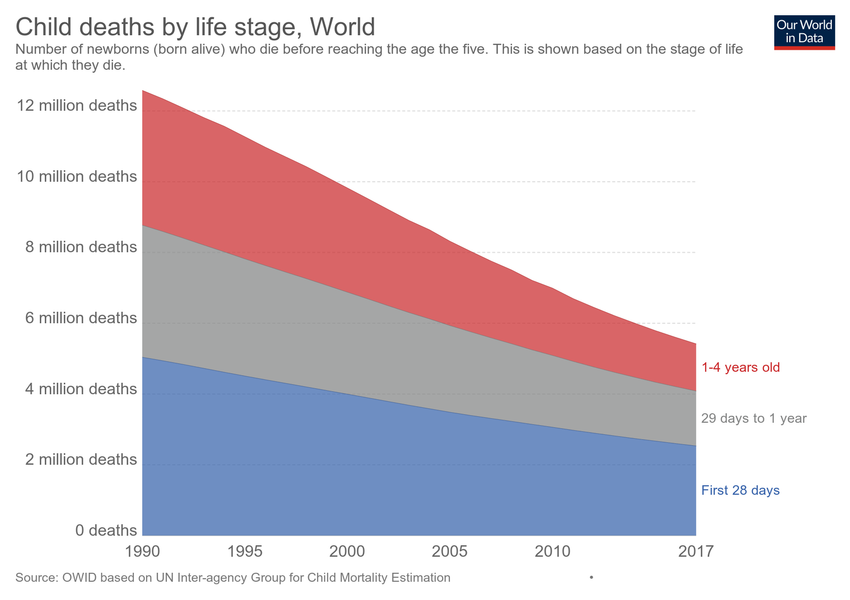 Child deaths by life stage, World
Our World
in Data
Number of newborns (born alive) who die before reaching the age the five. This is shown based on the stage of life
at which they die.
12 million deaths
10 million deaths
8 million deaths
6 million deaths
4 million deaths
2 million deaths
0 deaths
1-4 years old
29 days to 1 year
First 28 days
1990
1995
2000
2005
2010
2017
Source: OWID based on UN Inter-agency Group for Child Mortality Estimation
•